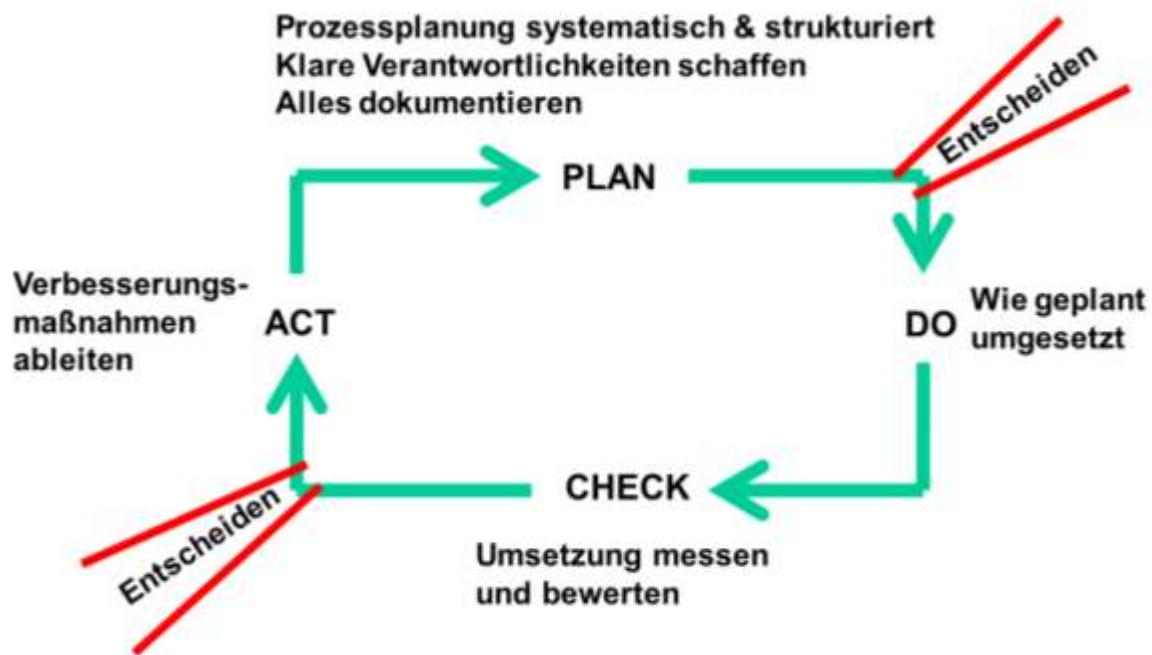 Prozessplanung systematisch & strukturiert
Klare Verantwortlichkeiten schaffen
Alles dokumentieren
Entscheiden
PLAN
Verbesserungs-
maßnahmen
ableiten
ACT
DO
Wie geplant
umgesetzt
CHECK
Entscheiden
Umsetzung messen
und bewerten